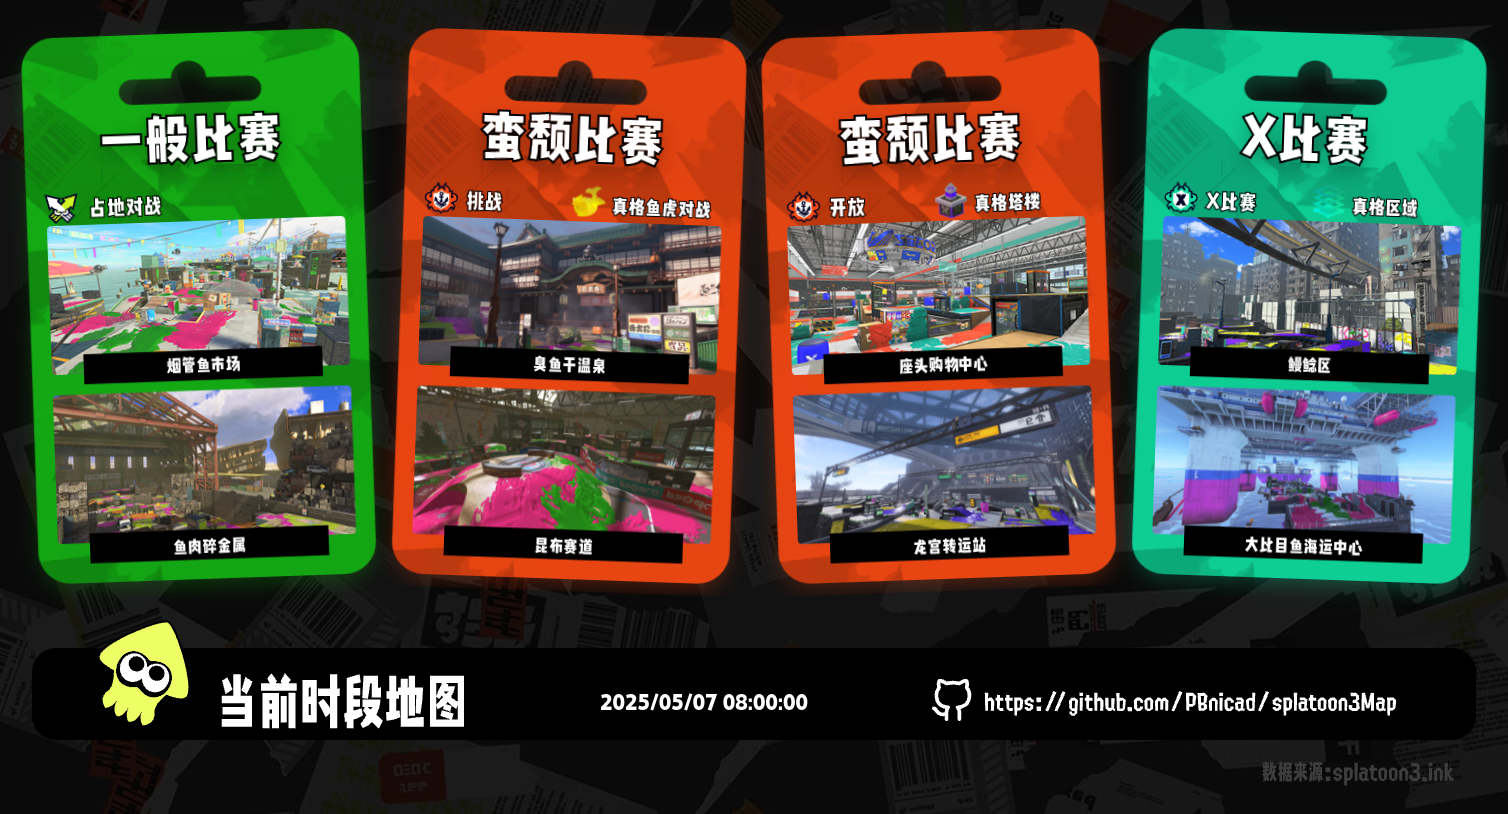 一般比赛
占地对战
烟管鱼市场
鱼肉碎金属
蛮颓比赛
挑战
真格鱼虎对战
臭鱼干温泉
昆布赛道
蛮颓比赛
开放
真格塔楼
座头购物中心
龙宫转运站
X比赛
X比赛
真格区域
鳗鲶区
大比目鱼海运中心
当前时段地图
2025/05/07 08:00:00
https://github.com/PBnicad/splatoon3Map
数据来源:splatoon3.ink